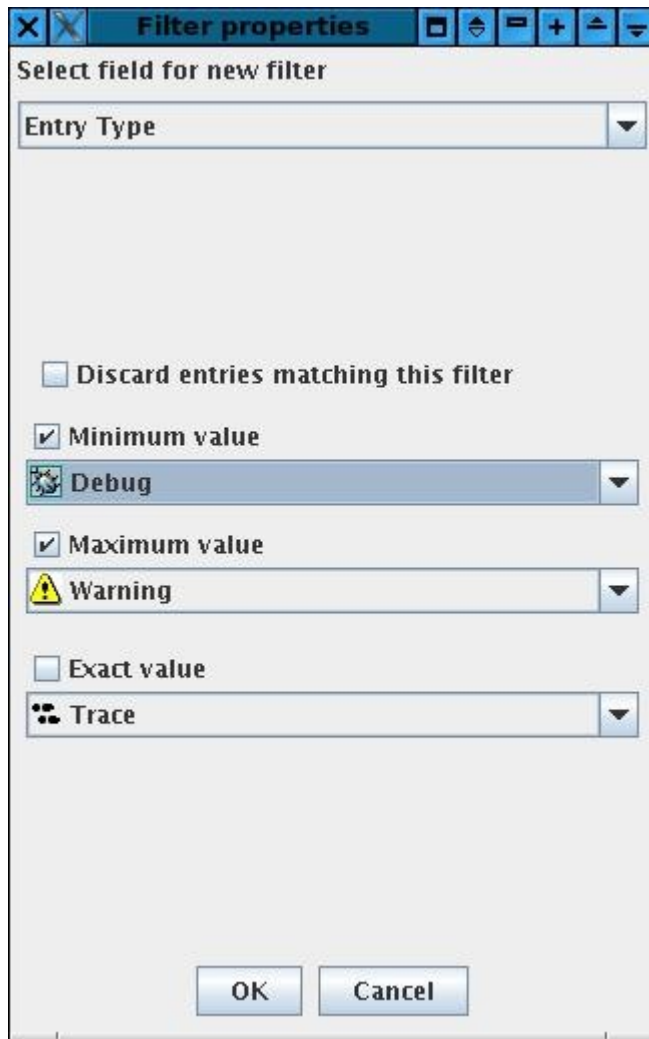 Filter properties
Select field for new filter
Entry Type
Discard entries matching this filter
Minimum value
Debug
Maximum value
Warning
Exact value
Trace
OK Cancel